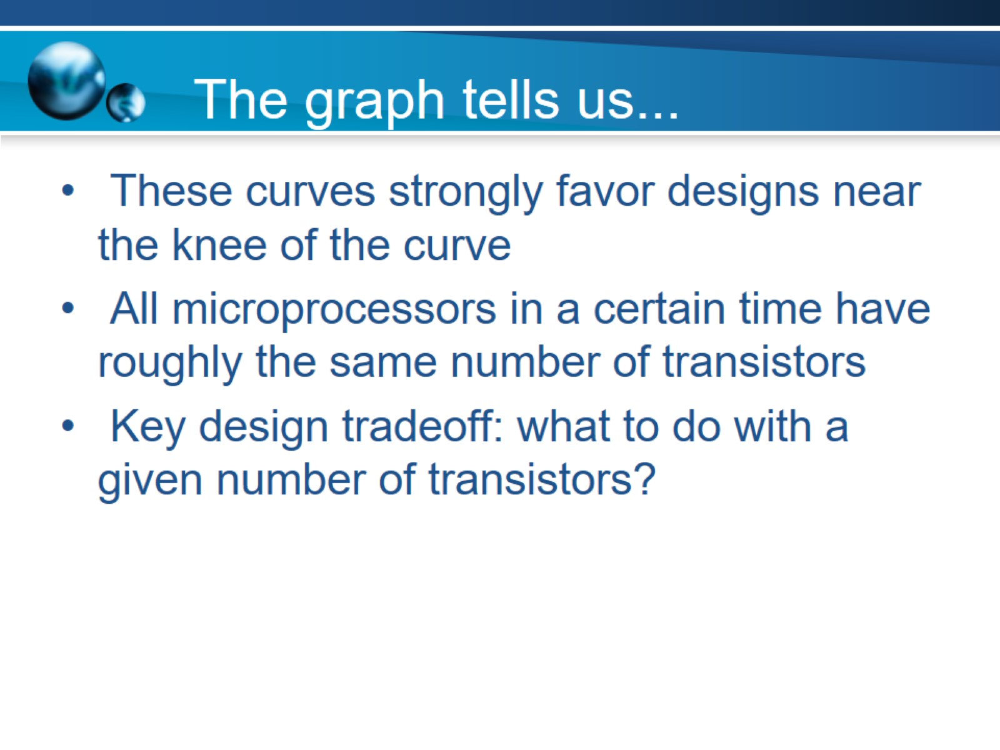 The graph tells us...
• These curves strongly favor designs near
the knee of the curve
• All microprocessors in a certain time have
roughly the same number of transistors
• Key design tradeoff: what to do with a
given number of transistors?